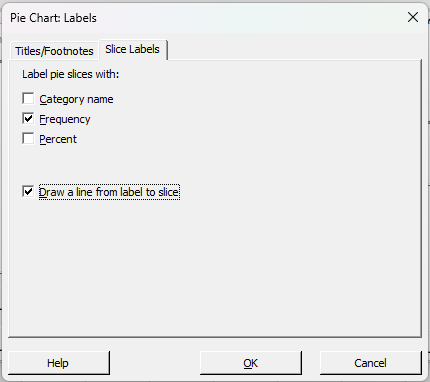 Pie Chart: Labels
Titles/Footnotes Slice Labels
Label pie slices with:
Category name
Frequency
Percent
Draw a line from label to slice
Help OK Cancel